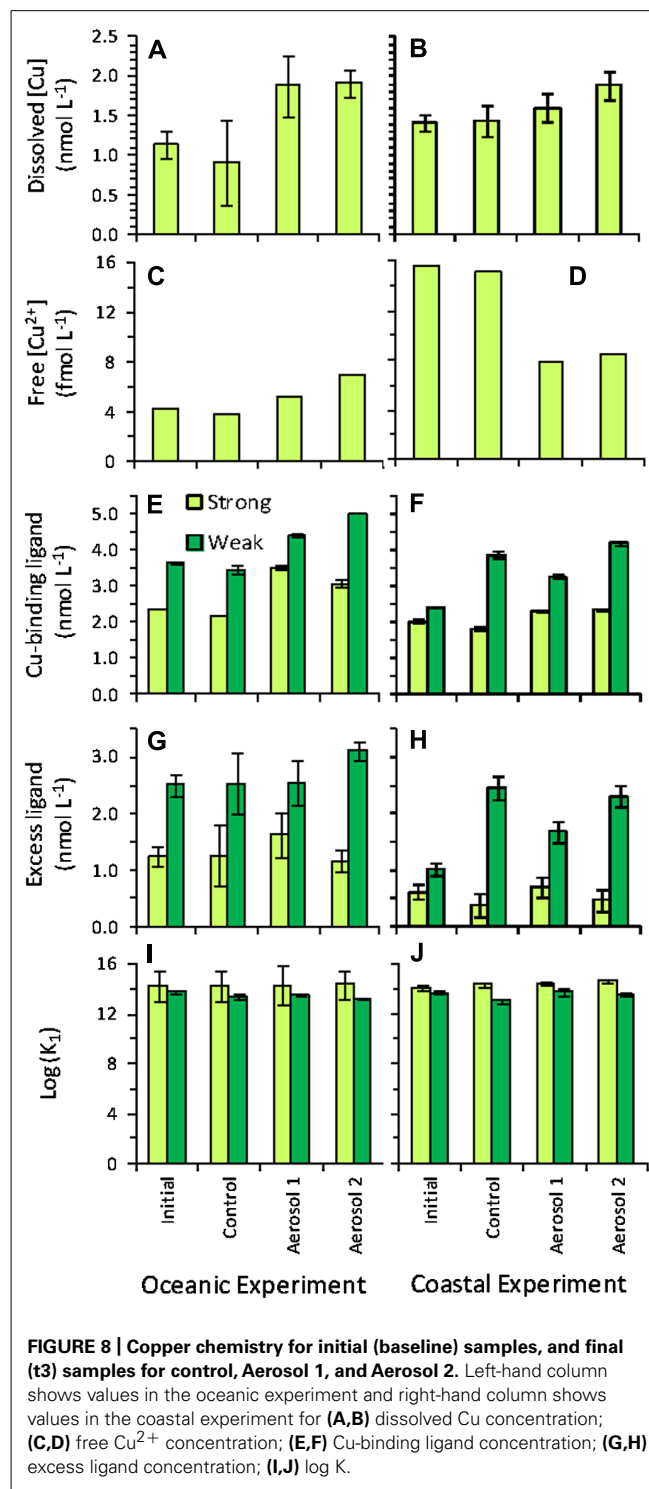 A
B
Dissolved [Cu]
(nmol L-1)
2.5
2.0
1.5
1.0
0.5
0.0
C
D
Free [Cu2+]
(fmol L-1)
16
12
8
4
0
E
Strong
Weak
F
Cu-binding ligand
(nmol L-1)
5.0
4.0
3.0
2.0
1.0
0.0
G
H
Excess ligand
(nmol L-1)
3.0
2.0
1.0
0.0
I
J
Log (K1)
16
12
8
4
0
Initial
Control
Aerosol 1
Aerosol 2
Initial
Control
Aerosol 1
Aerosol 2
Oceanic Experiment
Coastal Experiment
FIGURE 8 | Copper chemistry for initial (baseline) samples, and final
(t3) samples for control, Aerosol 1, and Aerosol 2. Left-hand column
shows values in the oceanic experiment and right-hand column shows
values in the coastal experiment for (A,B) dissolved Cu concentration;
(C,D) free Cu2+ concentration; (E,F) Cu-binding ligand concentration; (G,H)
excess ligand concentration; (I,J) log K.